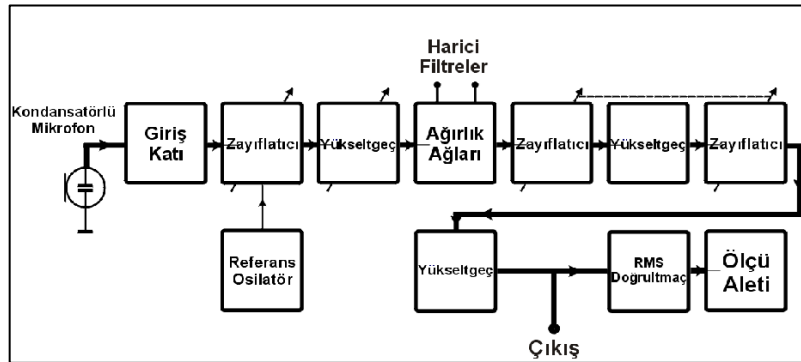 Harici
Filtreler
Kondansatörlü
Mikrofon
Giriş
Katı
Zayıflatıcı
Yükseltgeç
Ağırlık
Ağları
Zayıflatıcı
Yükseltgeç
Zayıflatıcı
Referans
Osilatör
Yükseltgeç
RMS
Doğrultmaç
Ölçü
Aleti
Çıkış